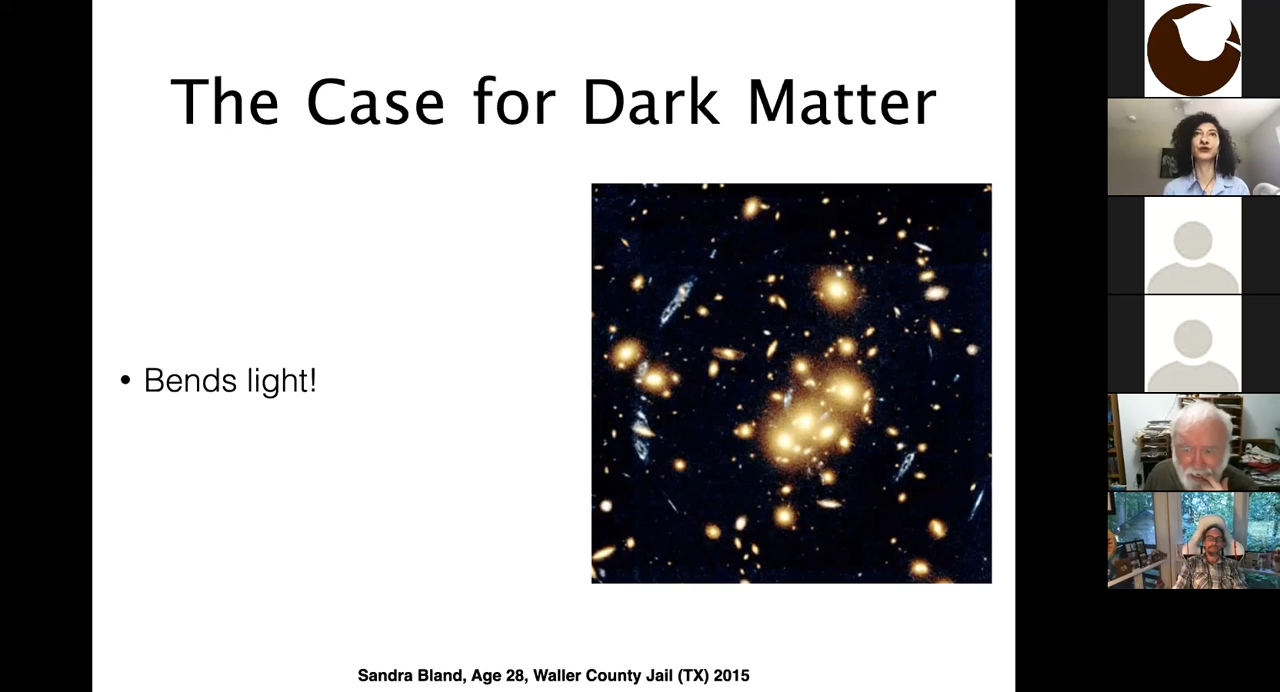 The Case for Dark Matter
• Bends light!
Sandra Bland, Age 28, Waller County Jail (TX) 2015